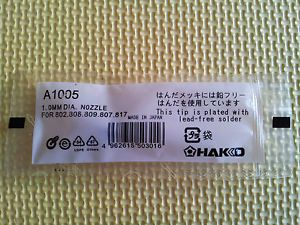 A1005
1.0MM DIA. NOZZLE
FOR 802.808.809.807.817
MADE IN JAPAN
4 962615 503016
はんだメッキには鉛フリー
はんだを使用しています
This tip is plated with
lead-free solder
袋
HAKKO